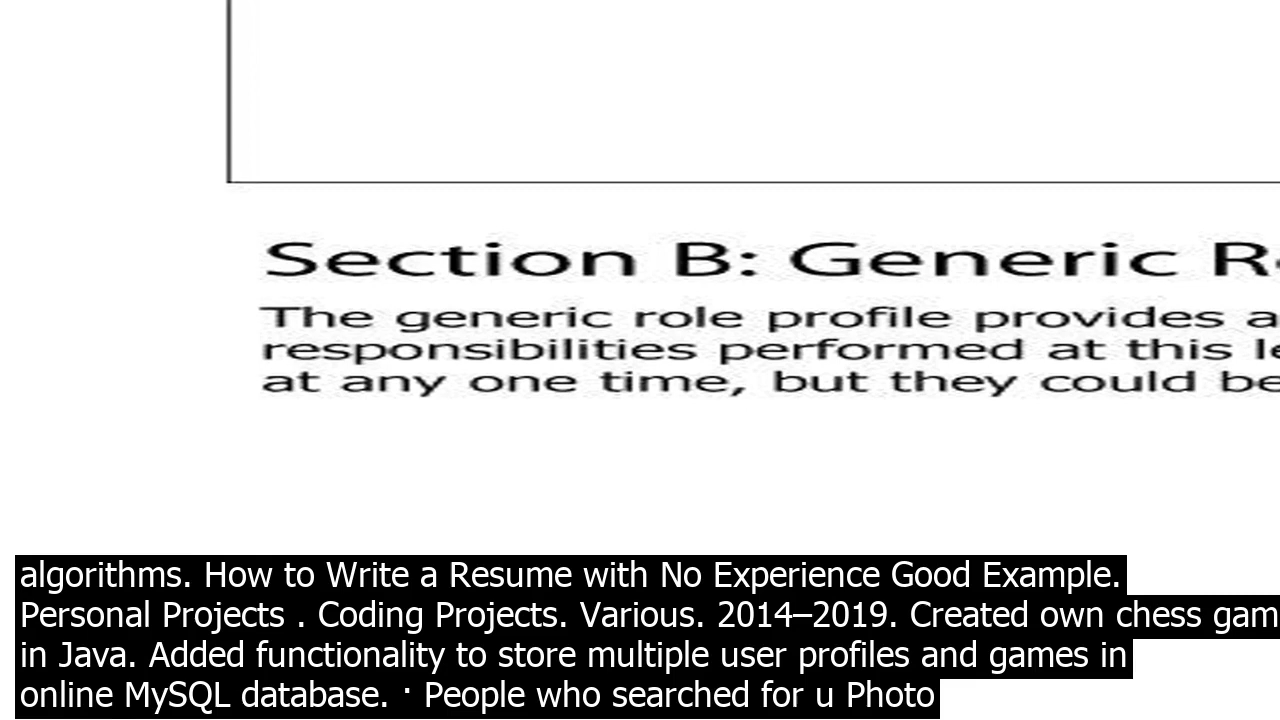 Section B: Generic
The generic role profile provides a
responsibilities performed at this
at any one time, but they could be
algorithms. How to Write a Resume with No Experience Good Example.
Personal Projects . Coding Projects. Various. 2014–2019. Created own chess gam
in Java. Added functionality to store multiple user profiles and games in
online MySQL database. · People who searched for u Photo